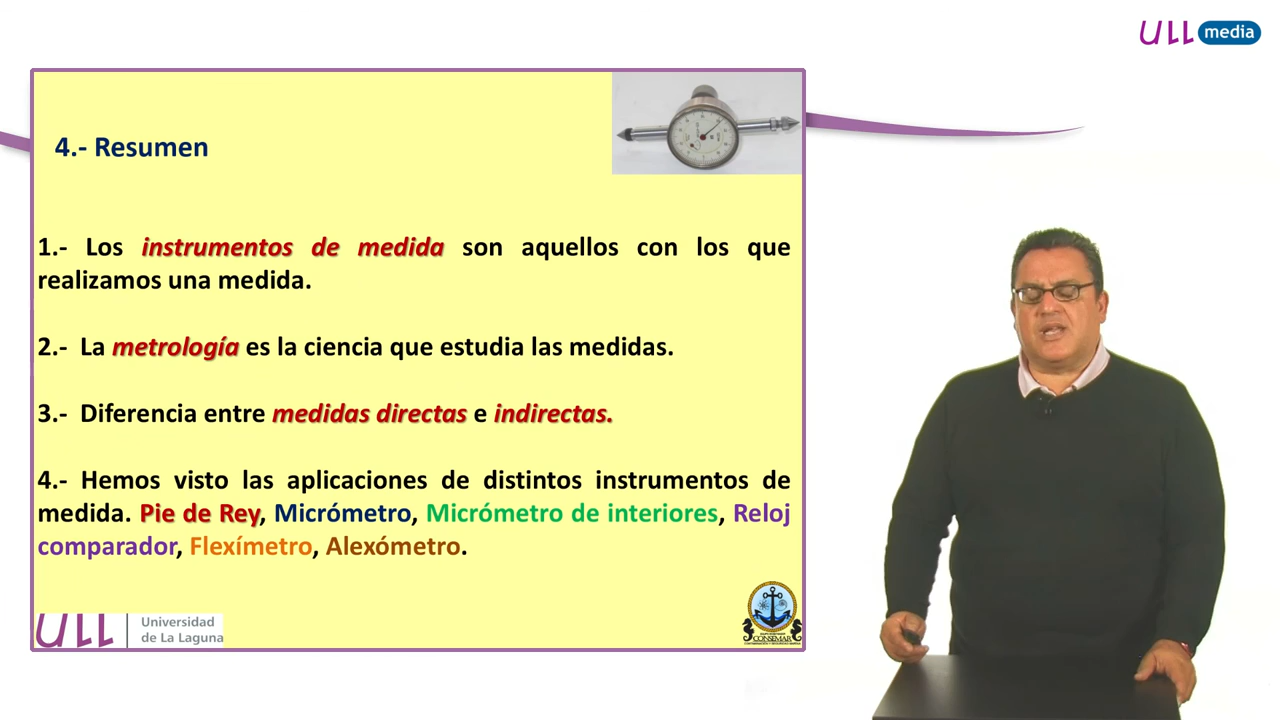 ULL media
4.- Resumen
1.- Los instrumentos de medida son aquellos con los que
realizamos una medida.
2.- La metrología es la ciencia que estudia las medidas.
3.- Diferencia entre medidas directas e indirectas.
4.- Hemos visto las aplicaciones de distintos instrumentos de
medida. Pie de Rey, Micrómetro, Micrómetro de interiores, Reloj
comparador, Flexímetro, Alexómetro.
ULL
Universidad
de La Laguna
CONSEMAR